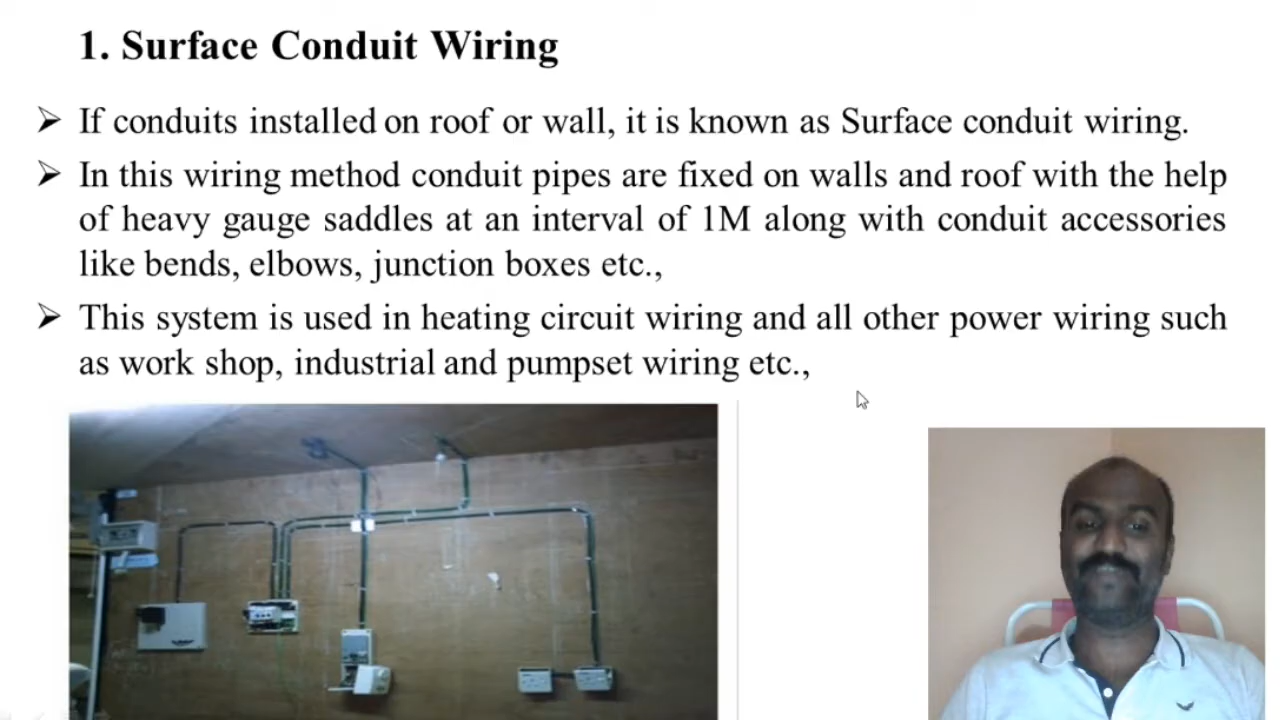 1. Surface Conduit Wiring
If conduits installed on roof or wall, it is known as Surface conduit wiring.
In this wiring method conduit pipes are fixed on walls and roof with the help
of heavy gauge saddles at an interval of 1M along with conduit accessories
like bends, elbows, junction boxes etc.,
This system is used in heating circuit wiring and all other power wiring such
as work shop, industrial and pumpset wiring etc.,